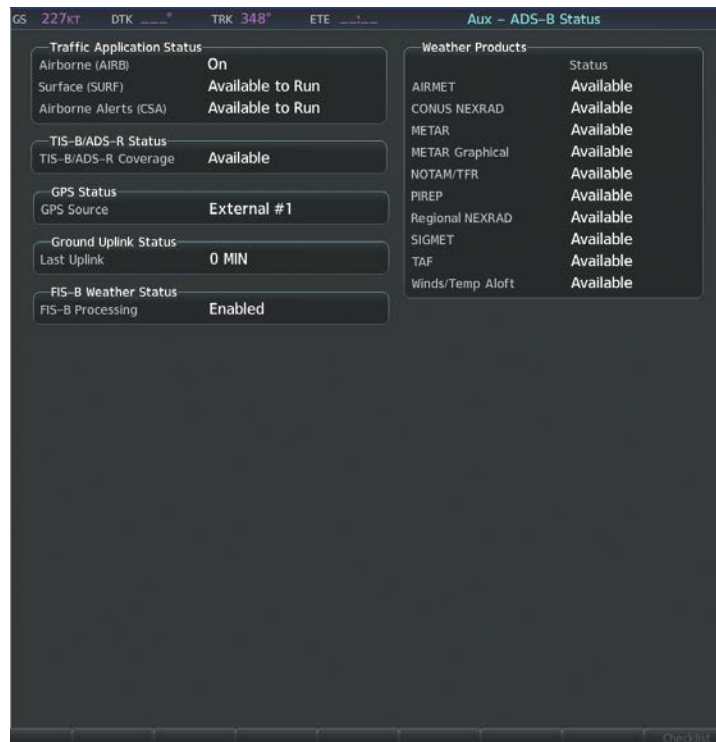 GS 227KT DTK ___° TRK 348° ETE __:__ Aux – ADS–B Status
Traffic Application Status
Airborne (AIRB) On
Surface (SURF) Available to Run
Airborne Alerts (CSA) Available to Run
TIS–B/ADS–R Status
TIS–B/ADS–R Coverage Available
GPS Status
GPS Source External #1
Ground Uplink Status
Last Uplink 0 MIN
FIS–B Weather Status
FIS–B Processing Enabled
Weather Products
Status
AIRMET Available
CONUS NEXRAD Available
METAR Available
METAR Graphical Available
NOTAM/TFR Available
PIREP Available
Regional NEXRAD Available
SIGMET Available
TAF Available
Winds/Temp Aloft Available
Checklist